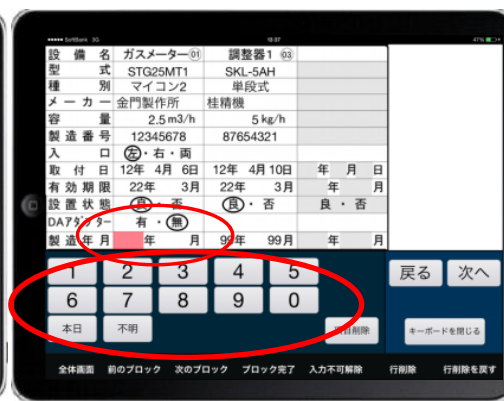 SoftBank 3G 13:37 47%
設備名 ガスメーター01 調整器1 03
型式 STG25MT1 SKL-5AH
種別 マイコン2 単段式
メーカー 金門製作所 桂精機
容量 2.5m3/h 5kg/h
製造番号 12345678 87654321
入口 左・右・両
取付日 12年 4月 6日 12年 4月10日 年 月 日
有効期限 22年 3月 22年 3月 年 月
設置状態 良・否 良・否 良・否
DAアダプター 有・無
製造年月 年 月 99年 99月 年 月
1 2 3 4 5 戻る 次へ
6 7 8 9 0
本日 不明 削除 キーボードを閉じる
全体画面 前のブロック 次のブロック ブロック完了 入力不可解除 行削除 行削除を戻す